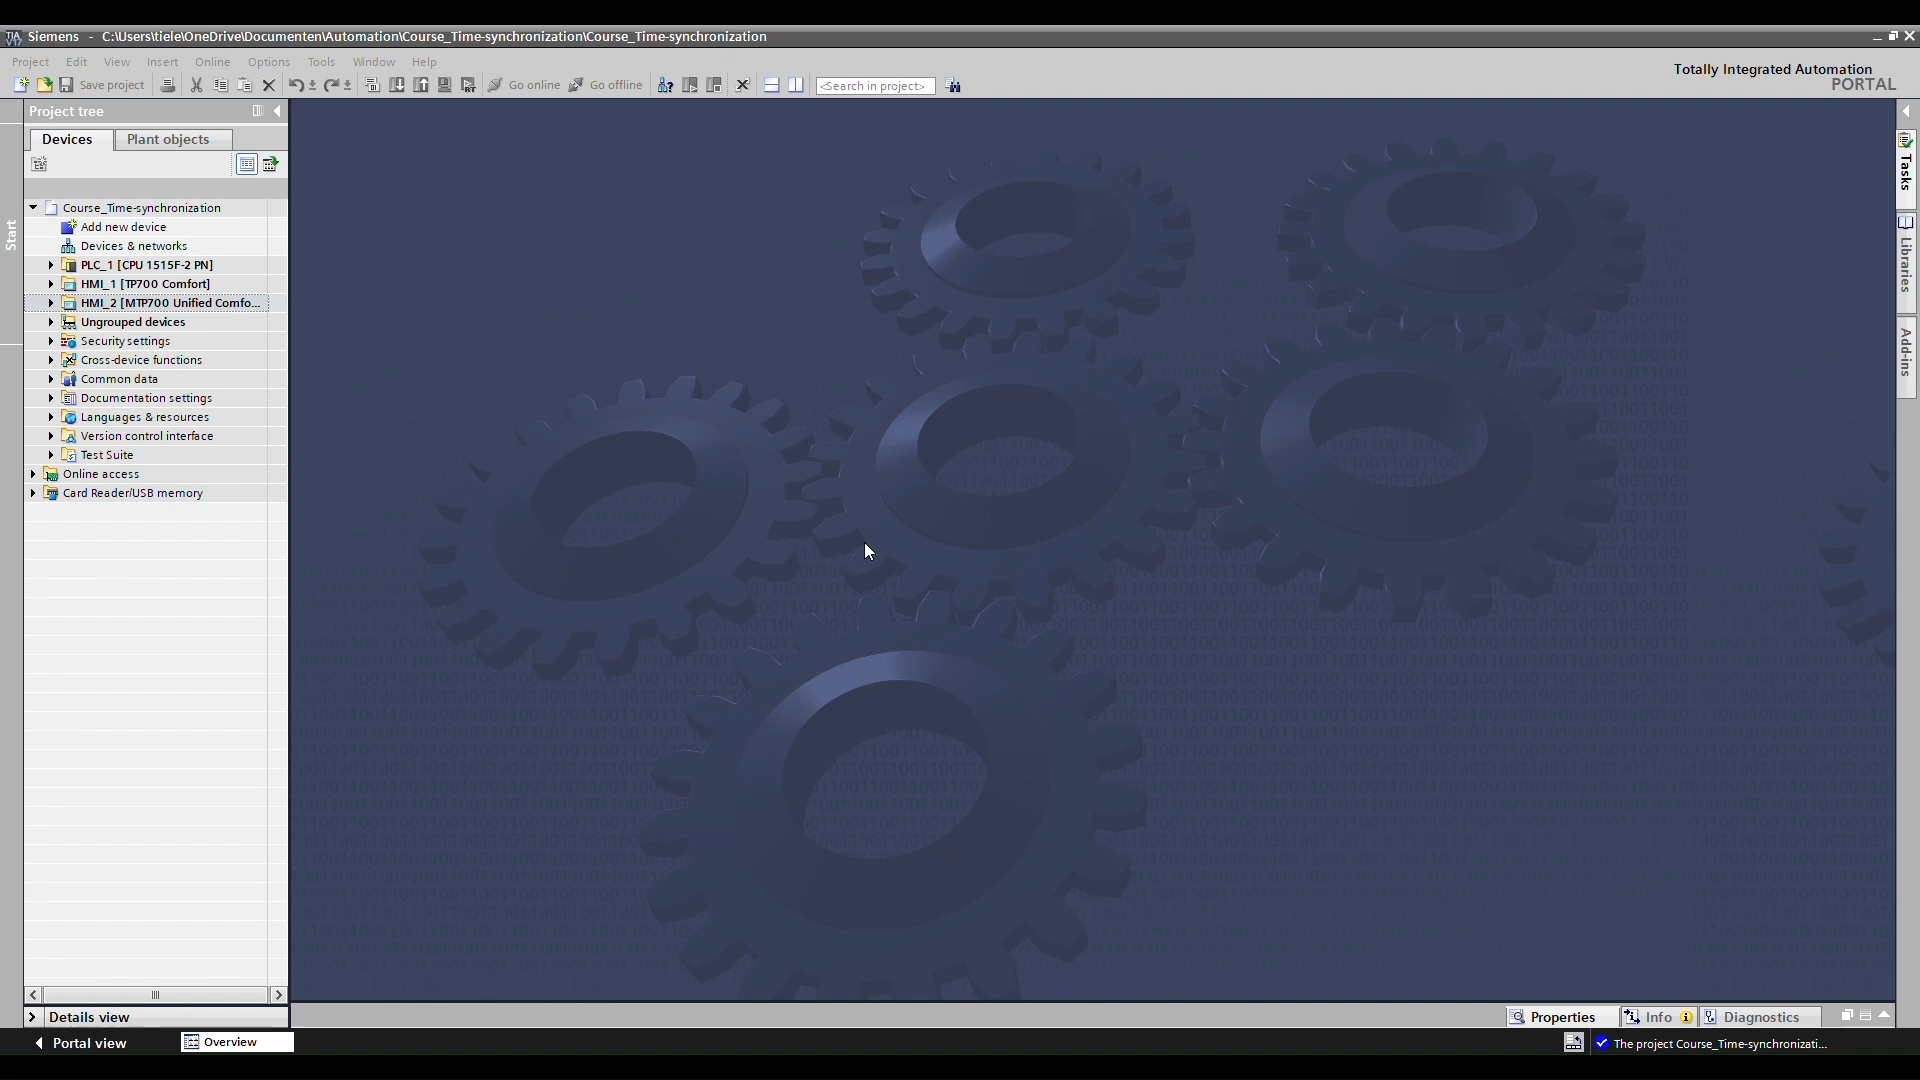 Siemens - C:\Users\tiele\OneDrive\Documenten\Automation\Course_Time-synchronization\Course_Time-synchronization
Project Edit View Insert Online Options Tools Window Help
Totally Integrated Automation
PORTAL
Save project
Go online
Go offline
<Search in project>
Project tree
Devices
Plant objects
Start
Course_Time-synchronization
Add new device
Devices & networks
PLC_1 [CPU 1515F-2 PN]
HMI_1 [TP700 Comfort]
HMI_2 [MTP700 Unified Comfo...
Ungrouped devices
Security settings
Cross-device functions
Common data
Documentation settings
Languages & resources
Version control interface
Test Suite
Online access
Card Reader/USB memory
Tasks
Libraries
Add-ins
Details view
Properties
Info
Diagnostics
Portal view
Overview
The project Course_Time-synchronizati...